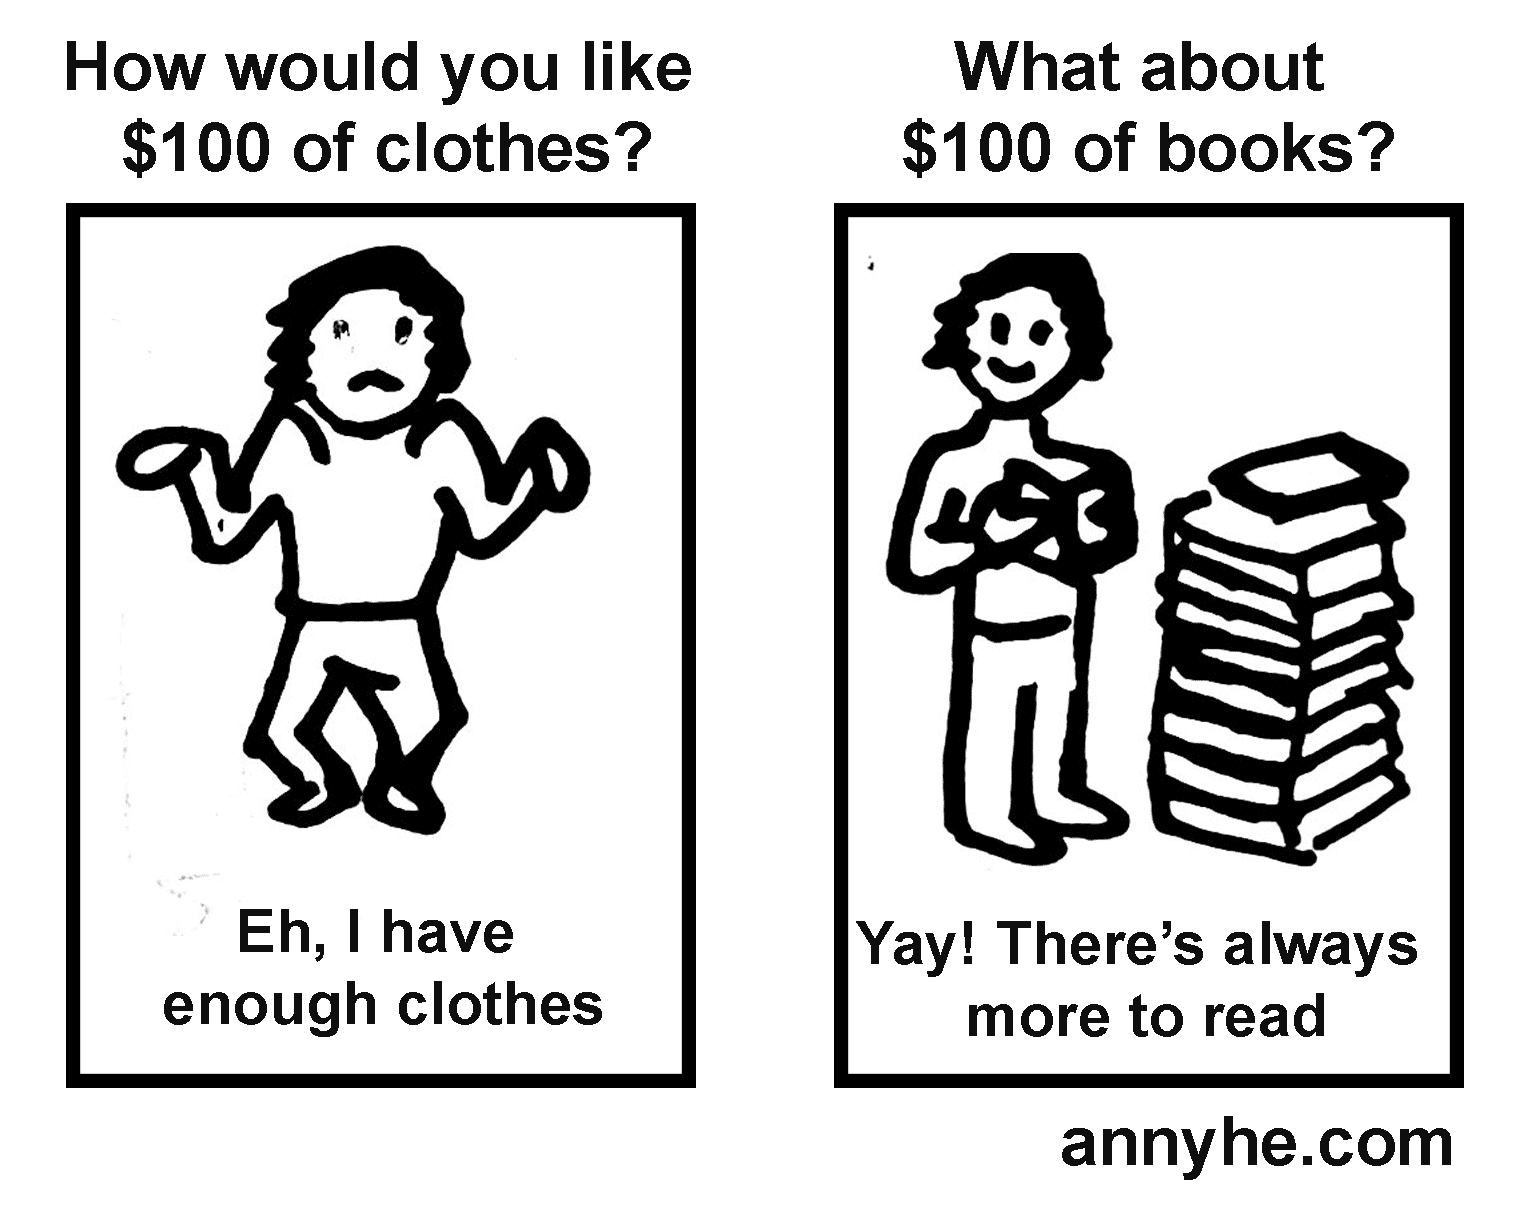 How would you like
$100 of clothes?
Eh, I have
enough clothes
What about
$100 of books?
Yay! There’s always
more to read
annyhe.com